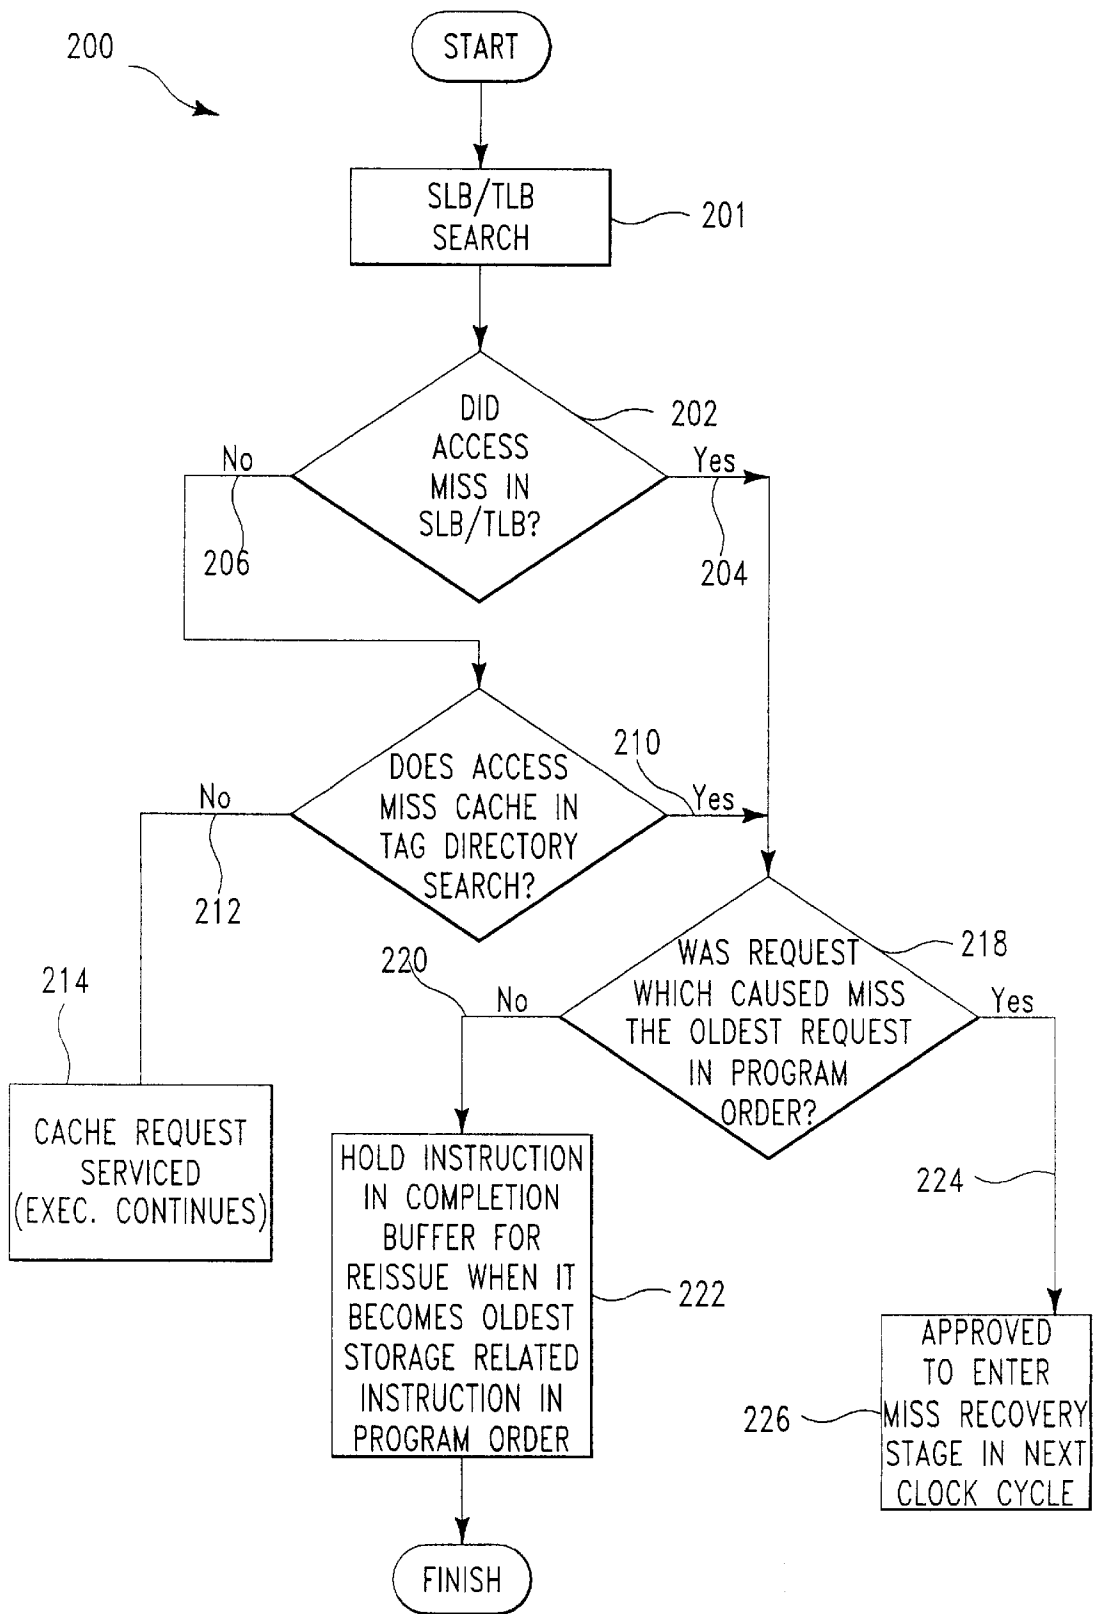 200
START
SLB/TLB
SEARCH
201
DID
ACCESS
MISS IN
SLB/TLB?
202
No
206
Yes
204
DOES ACCESS
MISS CACHE IN
TAG DIRECTORY
SEARCH?
210
Yes
No
212
214
CACHE REQUEST
SERVICED
(EXEC. CONTINUES)
WAS REQUEST
WHICH CAUSED MISS
THE OLDEST REQUEST
IN PROGRAM
ORDER?
218
220
No
Yes
224
HOLD INSTRUCTION
IN COMPLETION
BUFFER FOR
REISSUE WHEN IT
BECOMES OLDEST
STORAGE RELATED
INSTRUCTION IN
PROGRAM ORDER
222
APPROVED
TO ENTER
MISS RECOVERY
STAGE IN NEXT
CLOCK CYCLE
226
FINISH